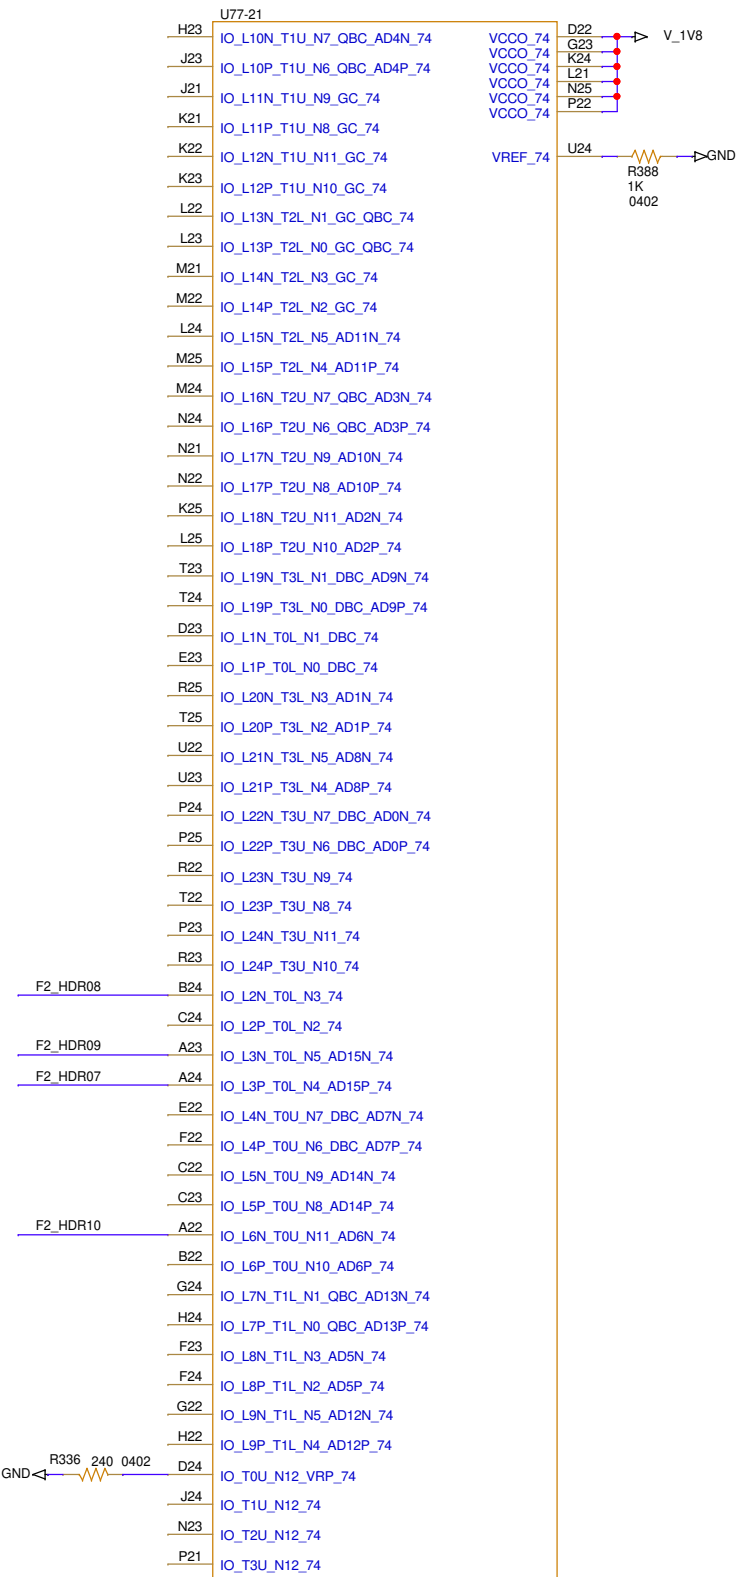 U77-21
H23 IO_L10N_T1U_N7_QBC_AD4N_74 VCCO_74 D22 V_1V8
VCCO_74 G23
J23 IO_L10P_T1U_N6_QBC_AD4P_74 VCCO_74 K24
VCCO_74 L21
J21 IO_L11N_T1U_N9_GC_74 VCCO_74 N25
VCCO_74 P22
K21 IO_L11P_T1U_N8_GC_74
K22 IO_L12N_T1U_N11_GC_74 VREF_74 U24 GND
R388
1K
0402
K23 IO_L12P_T1U_N10_GC_74
L22 IO_L13N_T2L_N1_GC_QBC_74
L23 IO_L13P_T2L_N0_GC_QBC_74
M21 IO_L14N_T2L_N3_GC_74
M22 IO_L14P_T2L_N2_GC_74
L24 IO_L15N_T2L_N5_AD11N_74
M25 IO_L15P_T2L_N4_AD11P_74
M24 IO_L16N_T2U_N7_QBC_AD3N_74
N24 IO_L16P_T2U_N6_QBC_AD3P_74
N21 IO_L17N_T2U_N9_AD10N_74
N22 IO_L17P_T2U_N8_AD10P_74
K25 IO_L18N_T2U_N11_AD2N_74
L25 IO_L18P_T2U_N10_AD2P_74
T23 IO_L19N_T3L_N1_DBC_AD9N_74
T24 IO_L19P_T3L_N0_DBC_AD9P_74
D23 IO_L1N_T0L_N1_DBC_74
E23 IO_L1P_T0L_N0_DBC_74
R25 IO_L20N_T3L_N3_AD1N_74
T25 IO_L20P_T3L_N2_AD1P_74
U22 IO_L21N_T3L_N5_AD8N_74
U23 IO_L21P_T3L_N4_AD8P_74
P24 IO_L22N_T3U_N7_DBC_AD0N_74
P25 IO_L22P_T3U_N6_DBC_AD0P_74
R22 IO_L23N_T3U_N9_74
T22 IO_L23P_T3U_N8_74
P23 IO_L24N_T3U_N11_74
R23 IO_L24P_T3U_N10_74
F2_HDR08 B24 IO_L2N_T0L_N3_74
C24 IO_L2P_T0L_N2_74
F2_HDR09 A23 IO_L3N_T0L_N5_AD15N_74
F2_HDR07 A24 IO_L3P_T0L_N4_AD15P_74
E22 IO_L4N_T0U_N7_DBC_AD7N_74
F22 IO_L4P_T0U_N6_DBC_AD7P_74
C22 IO_L5N_T0U_N9_AD14N_74
C23 IO_L5P_T0U_N8_AD14P_74
F2_HDR10 A22 IO_L6N_T0U_N11_AD6N_74
B22 IO_L6P_T0U_N10_AD6P_74
G24 IO_L7N_T1L_N1_QBC_AD13N_74
H24 IO_L7P_T1L_N0_QBC_AD13P_74
F23 IO_L8N_T1L_N3_AD5N_74
F24 IO_L8P_T1L_N2_AD5P_74
G22 IO_L9N_T1L_N5_AD12N_74
H22 IO_L9P_T1L_N4_AD12P_74
GND R336 240 0402 D24 IO_T0U_N12_VRP_74
J24 IO_T1U_N12_74
N23 IO_T2U_N12_74
P21 IO_T3U_N12_74